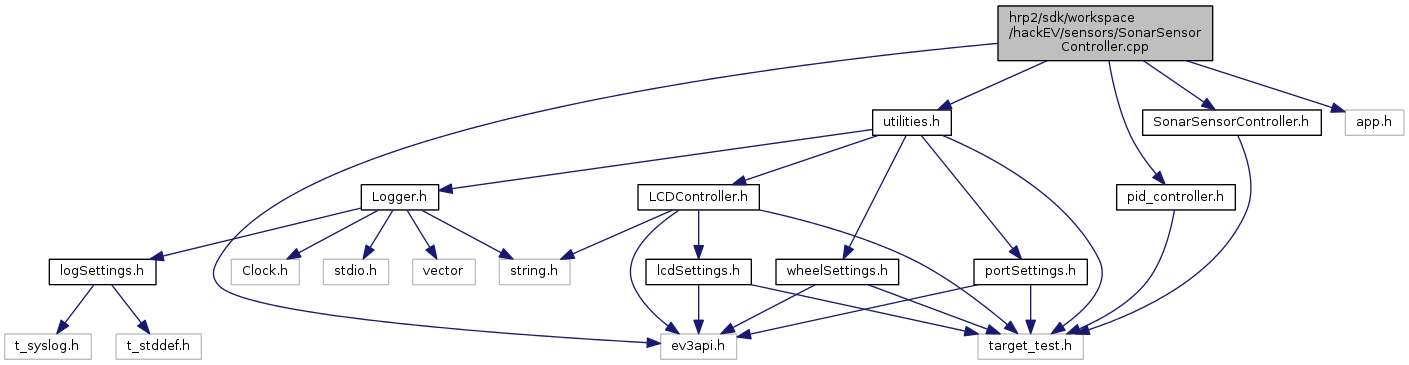 hrp2/sdk/workspace
/hackEV/sensors/SonarSensor
Controller.cpp
utilities.h
SonarSensorController.h
app.h
Logger.h
LCDController.h
pid_controller.h
logSettings.h
Clock.h
stdio.h
vector
string.h
lcdSettings.h
wheelSettings.h
portSettings.h
t_syslog.h
t_stddef.h
ev3api.h
target_test.h